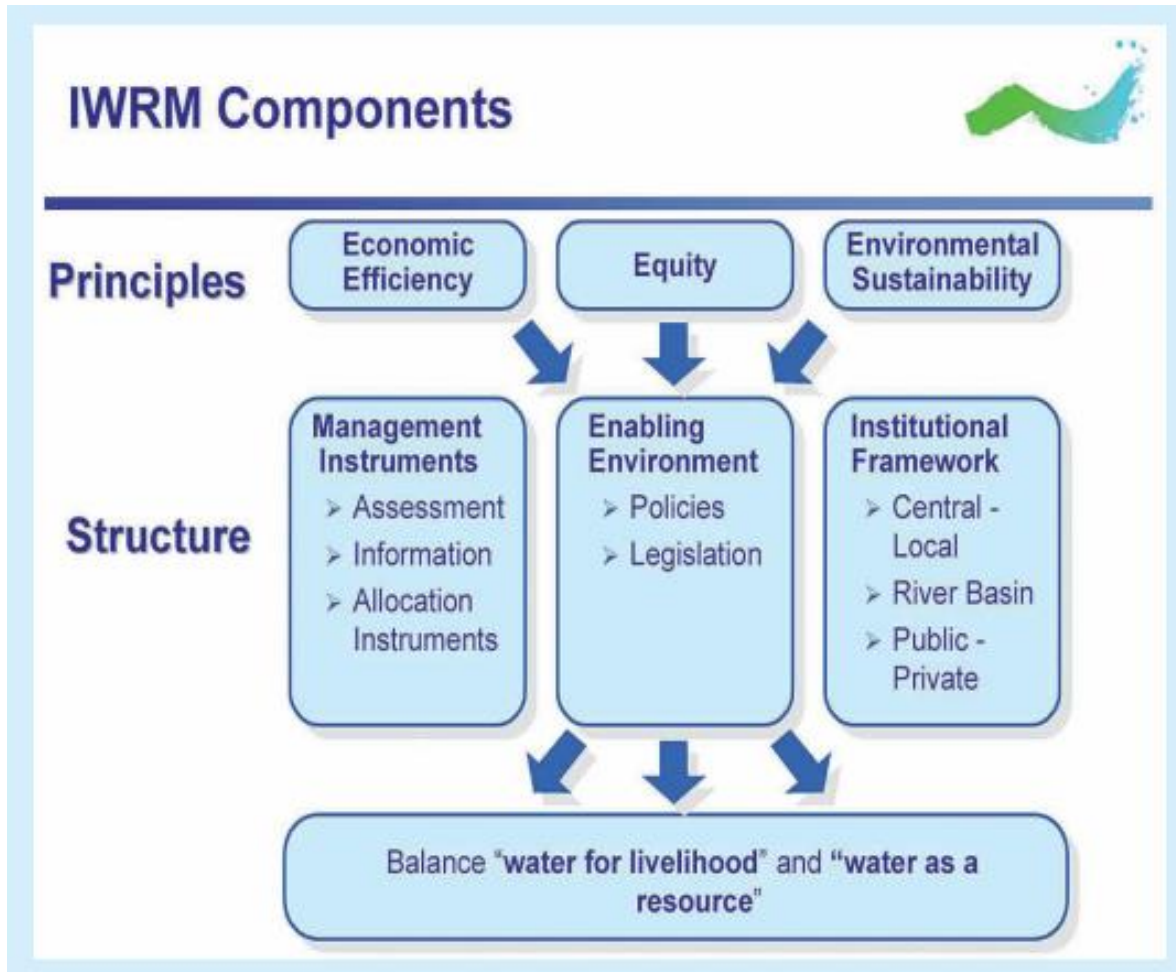 IWRM Components
Principles
Economic
Efficiency
Equity
Environmental
Sustainability
Structure
Management
Instruments
➢ Assessment
➢ Information
➢ Allocation
Instruments
Enabling
Environment
➢ Policies
➢ Legislation
Institutional
Framework
➢ Central -
Local
➢ River Basin
➢ Public -
Private
Balance “water for livelihood” and “water as a
resource”